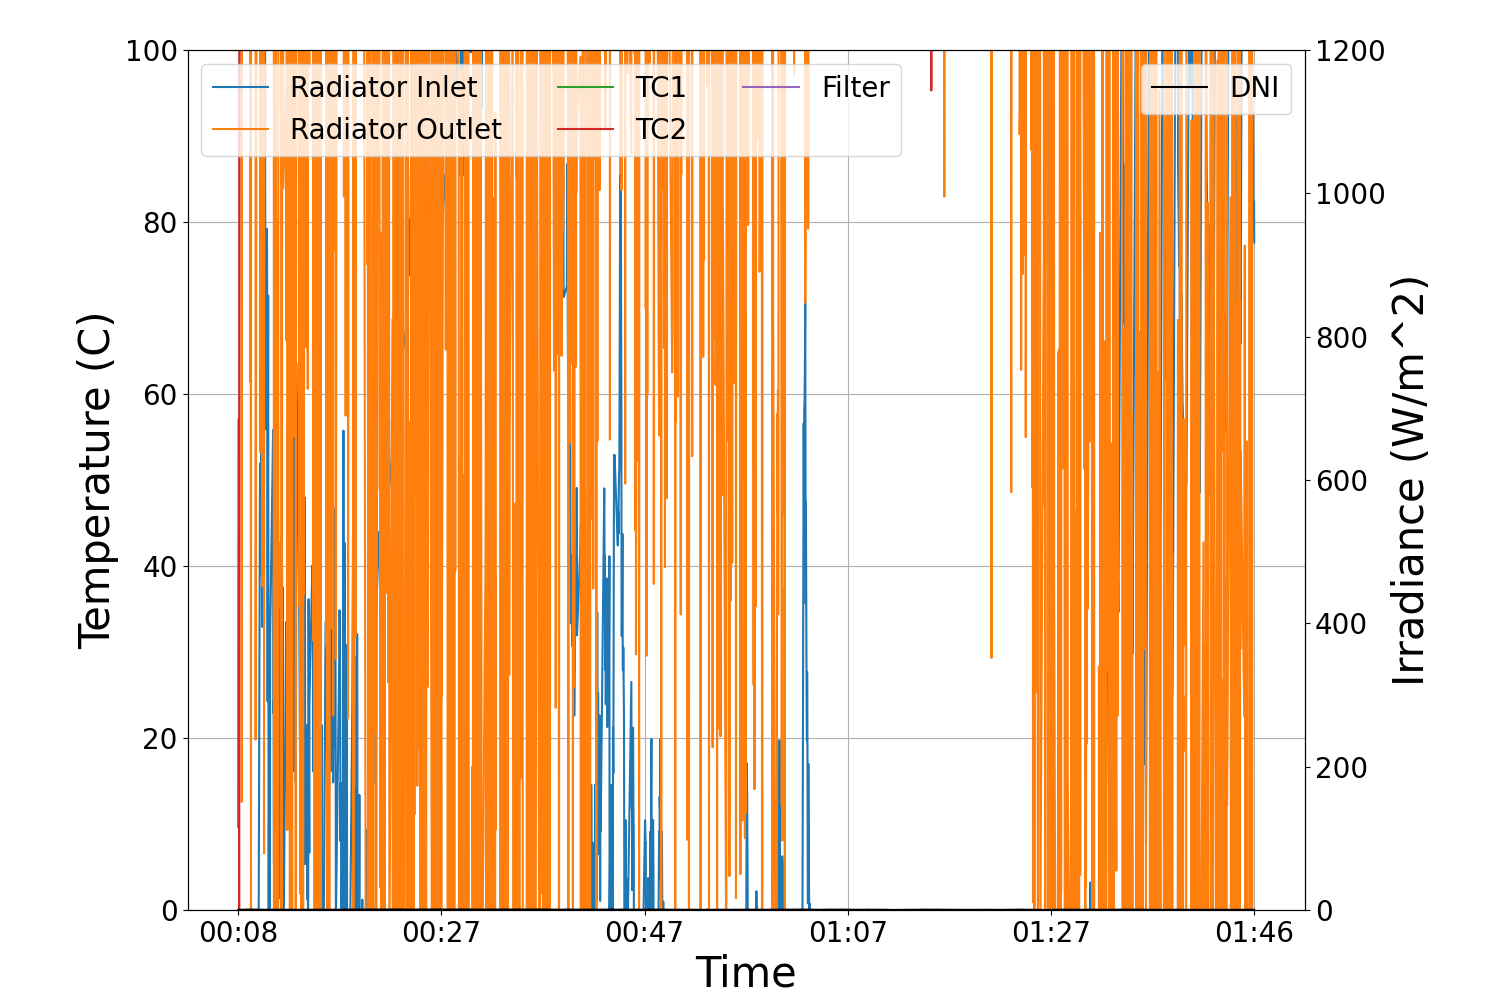 100
80
60
40
20
0
Temperature (C)
Radiator Inlet
Radiator Outlet
TC1
TC2
Filter
DNI
1200
1000
800
600
400
200
0
Irradiance (W/m^2)
00:08 00:27 00:47 01:07 01:27 01:46
Time